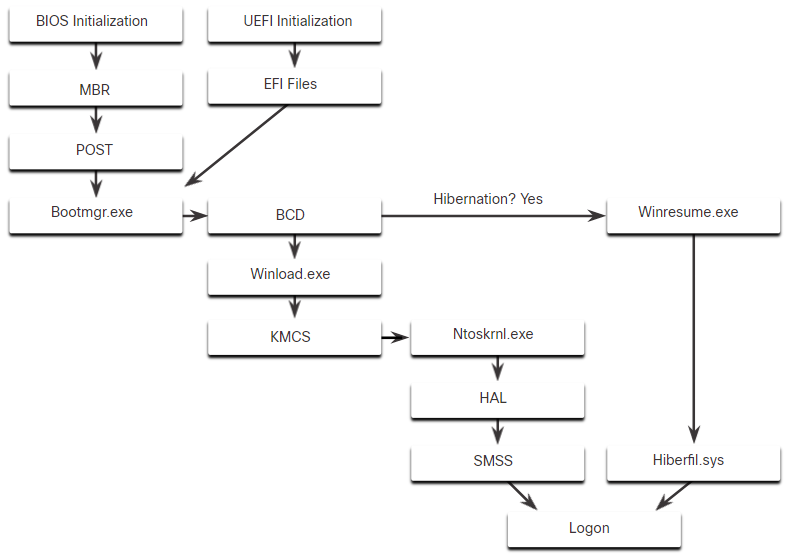 BIOS Initialization
UEFI Initialization
MBR
EFI Files
POST
Bootmgr.exe
BCD
Hibernation? Yes
Winresume.exe
Winload.exe
KMCS
Ntoskrnl.exe
HAL
SMSS
Hiberfil.sys
Logon